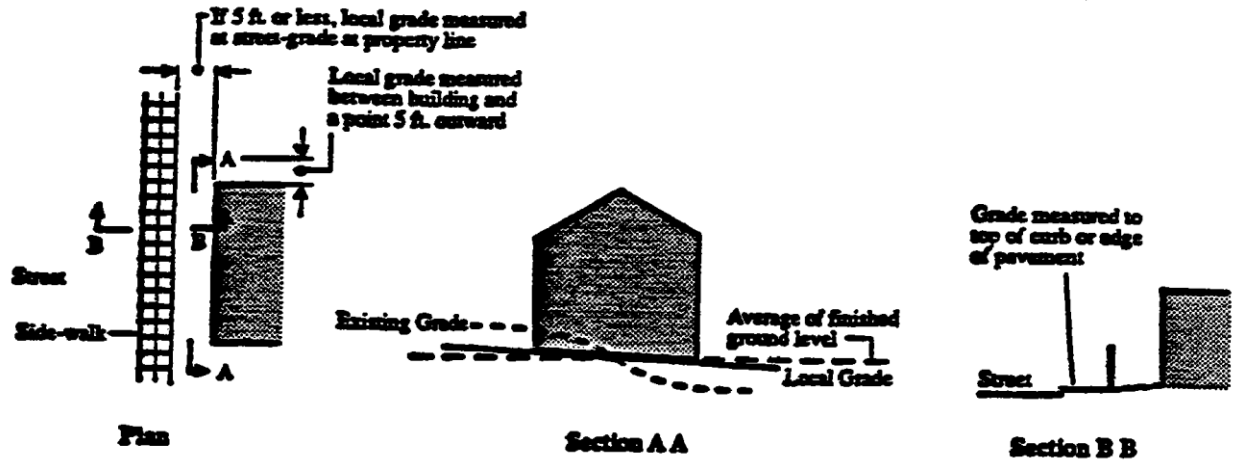 If 5 ft. or less, local grade measured
at street-grade at property line
Local grade measured
between building and
a point 5 ft. outward
A
B
B
Street
Side-walk
A
Plan
Existing Grade
Average of finished
ground level
Local Grade
Section A A
Grade measured to
top of curb or edge
of pavement
Street
Section B B